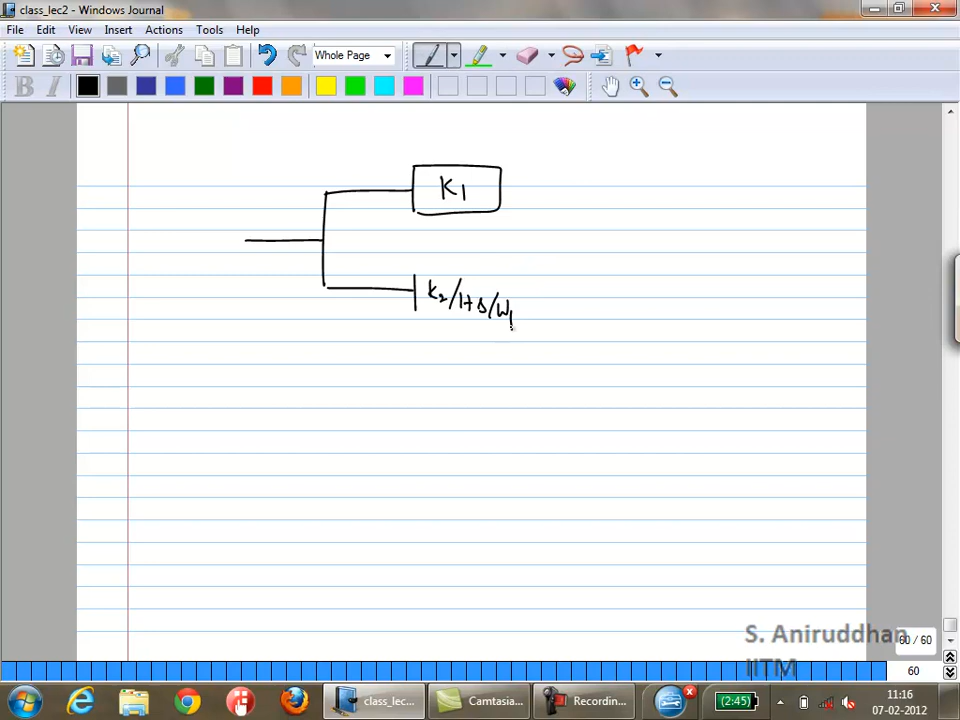 class_lec2 - Windows Journal
File Edit View Insert Actions Tools Help
Whole Page
B I
K1
K2/1+s/ω1
S. Aniruddhan
IITM
60 / 60
60
class_lec2...
Camtasia...
Recordin...
(2:45)
11:16
07-02-2012